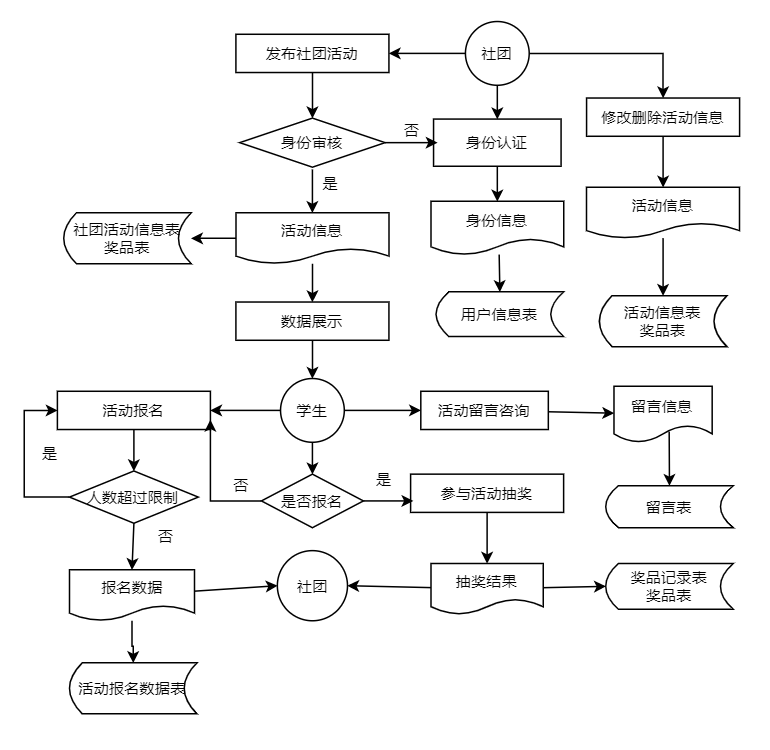 发布社团活动
社团
修改删除活动信息
身份审核
否
身份认证
是
社团活动信息表
奖品表
活动信息
身份信息
活动信息
数据展示
用户信息表
活动信息表
奖品表
活动报名
学生
活动留言咨询
留言信息
是
人数超过限制
否
是否报名
是
参与活动抽奖
留言表
否
报名数据
社团
抽奖结果
奖品记录表
奖品表
活动报名数据表